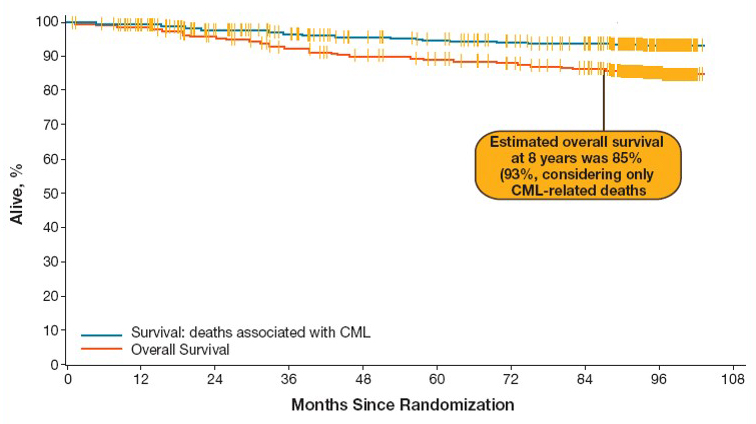 100
90
80
70
60
50
40
30
20
10
0
Alive, %
Estimated overall survival
at 8 years was 85%
(93%, considering only
CML-related deaths
Survival: deaths associated with CML
Overall Survival
0 12 24 36 48 60 72 84 96 108
Months Since Randomization